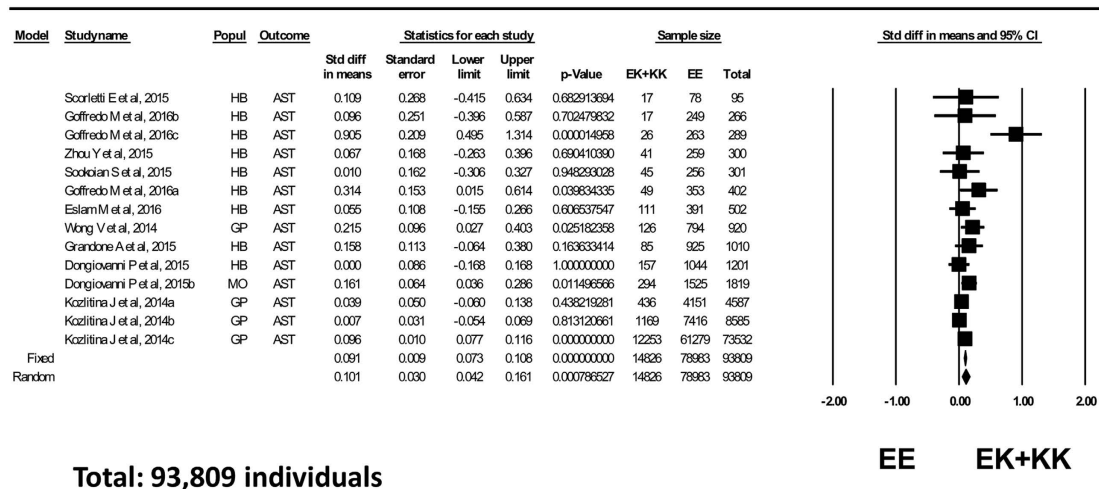 Model Studyname Popul Outcome Statistics for each study Sample size Std diff in means and 95% CI
Std diff in means Standard error Lower limit Upper limit p-Value EK+KK EE Total
Scorletti E et al, 2015 HB AST 0.109 0.268 -0.415 0.634 0.682913694 17 78 95
Goffredo M et al, 2016b HB AST 0.096 0.251 -0.396 0.587 0.702479832 17 249 266
Goffredo M et al, 2016c HB AST 0.905 0.209 0.495 1.314 0.000014958 26 263 289
Zhou Y et al, 2015 HB AST 0.067 0.168 -0.263 0.396 0.690410390 41 259 300
Sookoian S et al, 2015 HB AST 0.010 0.162 -0.306 0.327 0.948293028 45 256 301
Goffredo M et al, 2016a HB AST 0.314 0.153 0.015 0.614 0.039834335 49 353 402
Eslam M et al, 2016 HB AST 0.055 0.108 -0.155 0.266 0.606537547 111 391 502
Wong V et al, 2014 GP AST 0.215 0.096 0.027 0.403 0.025182358 126 794 920
Grandone A et al, 2015 HB AST 0.158 0.113 -0.064 0.380 0.163633414 85 925 1010
Dongiovanni P et al, 2015 HB AST 0.000 0.086 -0.168 0.168 1.000000000 157 1044 1201
Dongiovanni P et al, 2015b MO AST 0.161 0.064 0.036 0.286 0.011496566 294 1525 1819
Kozlitina J et al, 2014a GP AST 0.039 0.050 -0.060 0.138 0.438219281 436 4151 4587
Kozlitina J et al, 2014b GP AST 0.007 0.031 -0.054 0.069 0.813120661 1169 7416 8585
Kozlitina J et al, 2014c GP AST 0.096 0.010 0.077 0.116 0.000000000 12253 61279 73532
Fixed 0.091 0.009 0.073 0.108 0.000000000 14826 78983 93809
Random 0.101 0.030 0.042 0.161 0.000786527 14826 78983 93809
-2.00 -1.00 0.00 1.00 2.00
EE EK+KK
Total: 93,809 individuals